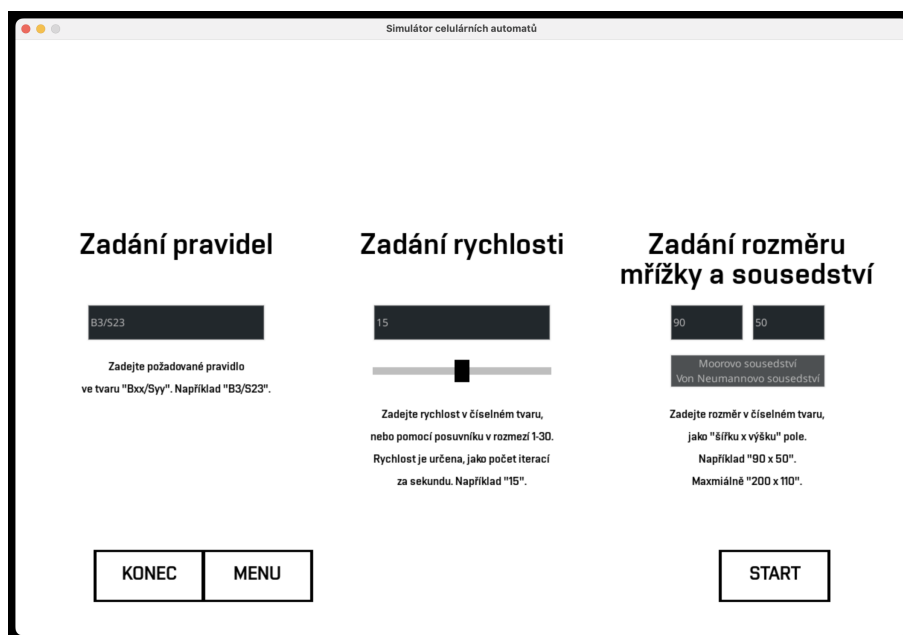 Simulátor celulárních automatů
Zadání pravidel
B3/S23
Zadejte požadované pravidlo
ve tvaru "Bxx/Syy". Například "B3/S23".
Zadání rychlosti
15
Zadejte rychlost v číselném tvaru,
nebo pomocí posuvníku v rozmezí 1-30.
Rychlost je určena, jako počet iterací
za sekundu. Například "15".
Zadání rozměru
mřížky a sousedství
90
50
Moorovo sousedství
Von Neumannovo sousedství
Zadejte rozměr v číselném tvaru,
jako "šířku x výšku" pole.
Například "90 x 50".
Maxmiálně "200 x 110".
KONEC
MENU
START